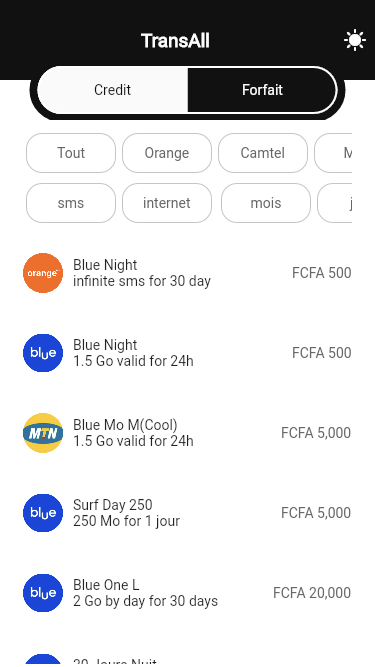 TransAll
Credit Forfait
Tout Orange Camtel M
sms internet mois j
Blue Night
orange infinite sms for 30 day FCFA 500
Blue Night
blue 1.5 Go valid for 24h FCFA 500
Blue Mo M(Cool)
MTN 1.5 Go valid for 24h FCFA 5,000
Surf Day 250
blue 250 Mo for 1 jour FCFA 5,000
Blue One L
blue 2 Go by day for 30 days FCFA 20,000
30 Jours Nuit